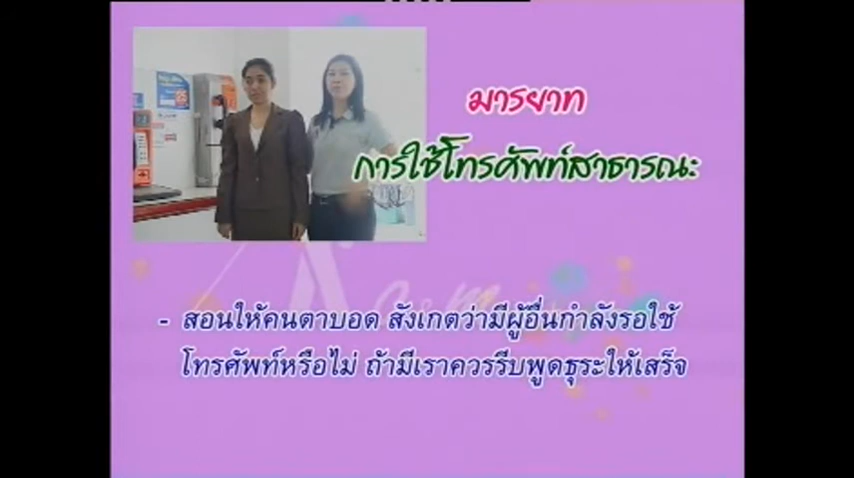 มารยาท
การใช้โทรศัพท์สาธารณะ
- สอนให้คนตาบอด สังเกตว่ามีผู้อื่นกำลังรอใช้
โทรศัพท์หรือไม่ ถ้ามีเราควรรีบพูดธุระให้เสร็จ